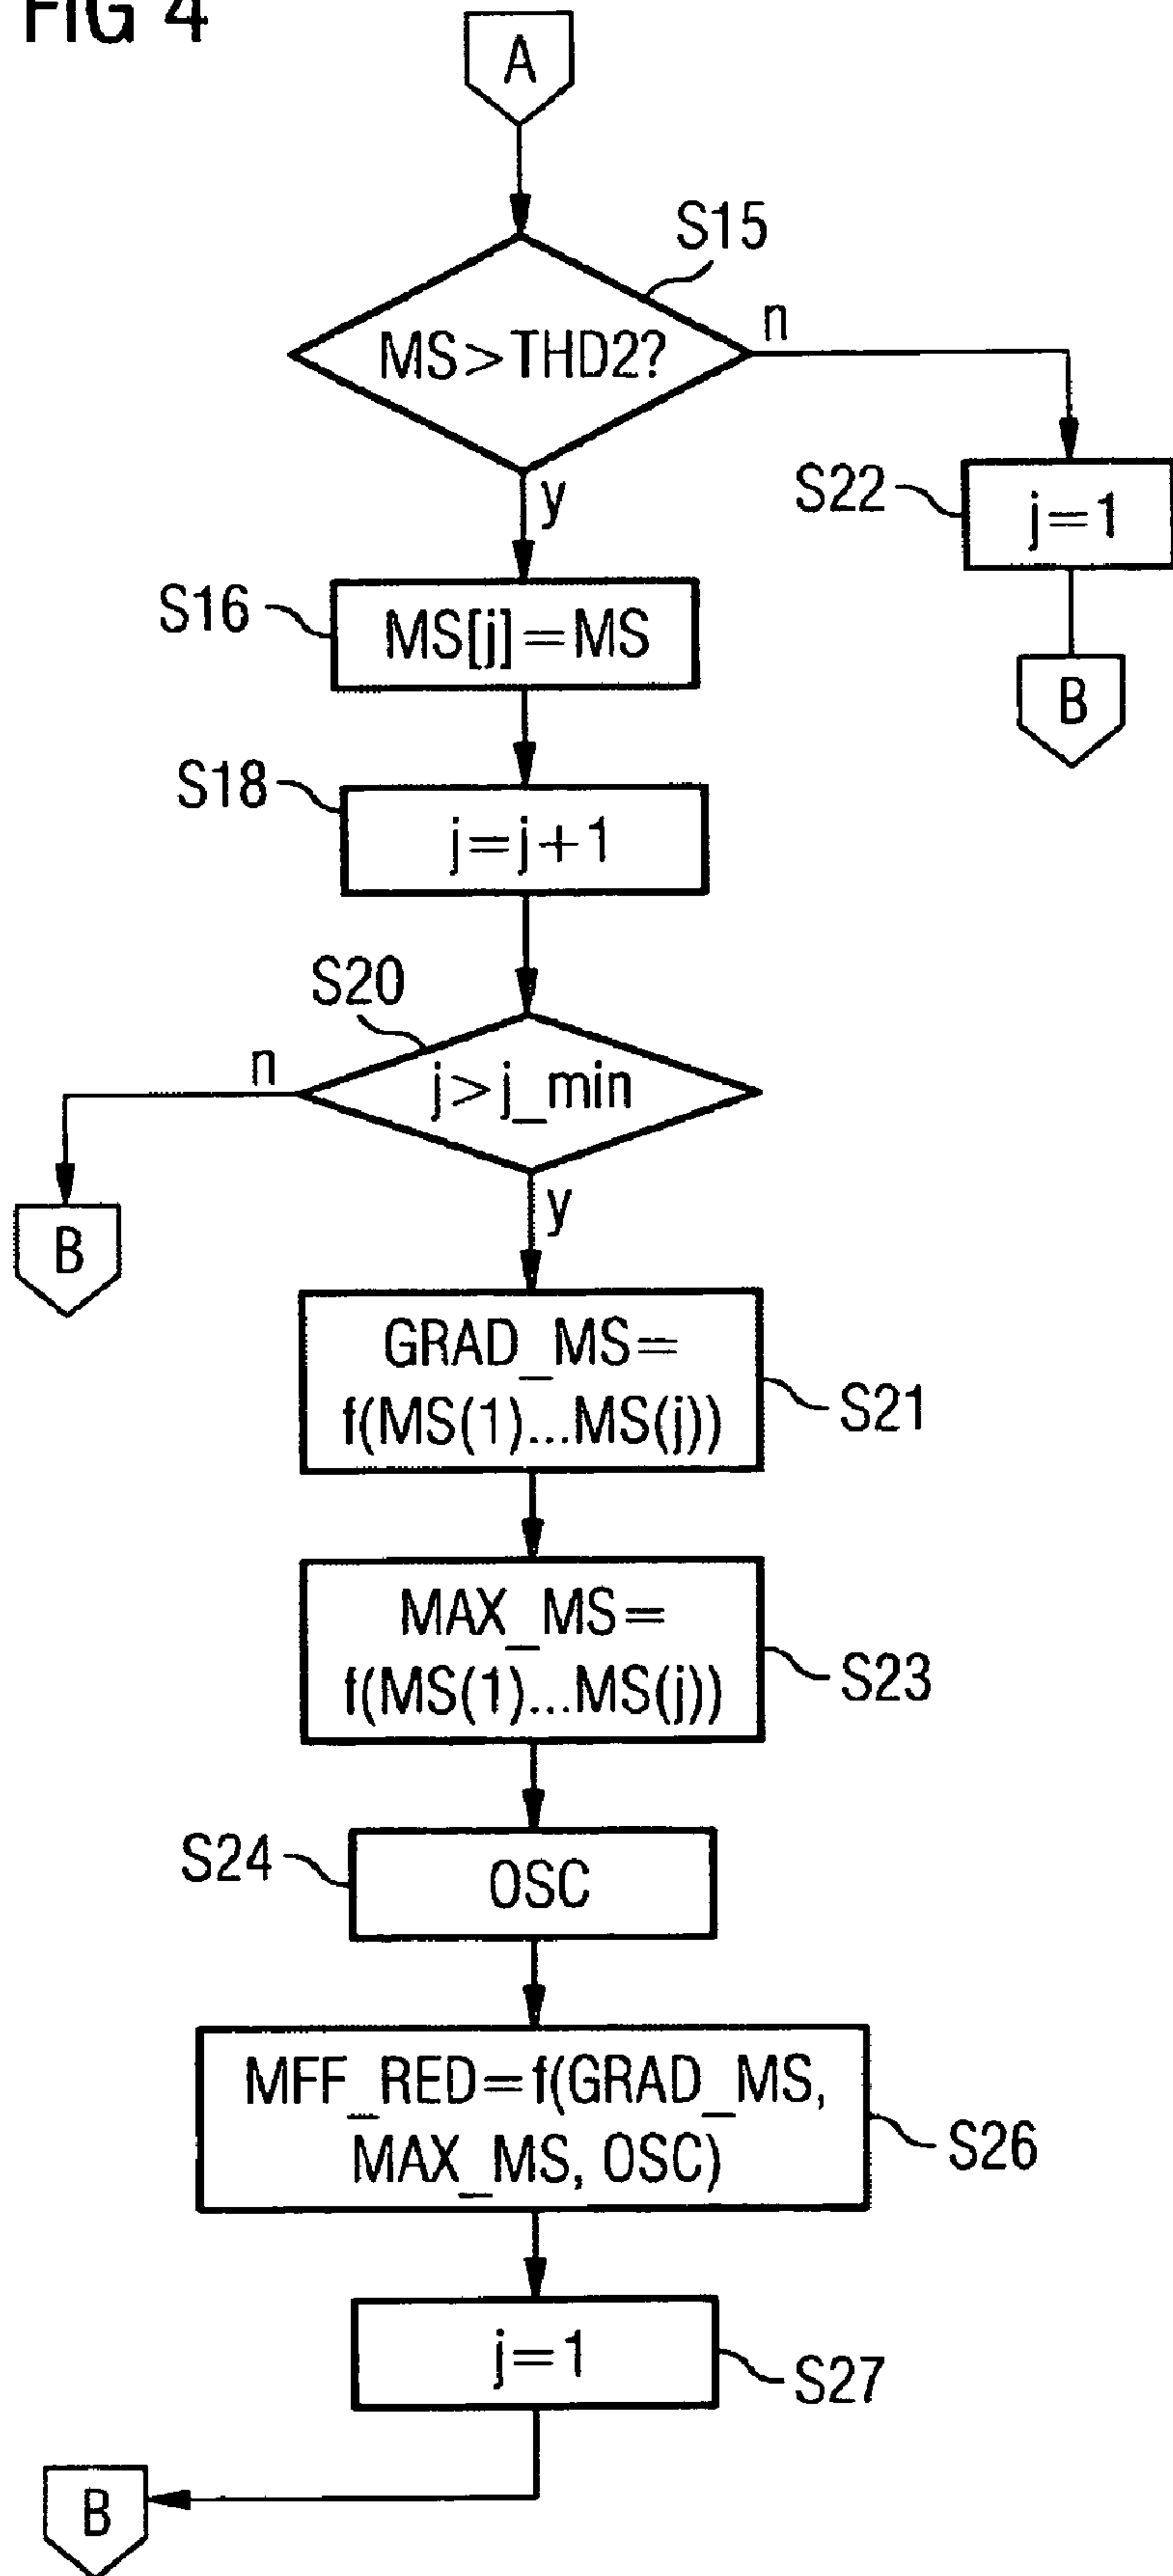 FIG 4
A
S15
MS>THD2?
n
y
S22
j=1
B
S16
MS[j]=MS
S18
j=j+1
S20
j>j_min
n
B
y
GRAD_MS=
f(MS(1)...MS(j))
S21
MAX_MS=
f(MS(1)...MS(j))
S23
S24
OSC
MFF_RED=f(GRAD_MS,
MAX_MS, OSC)
S26
j=1
S27
B